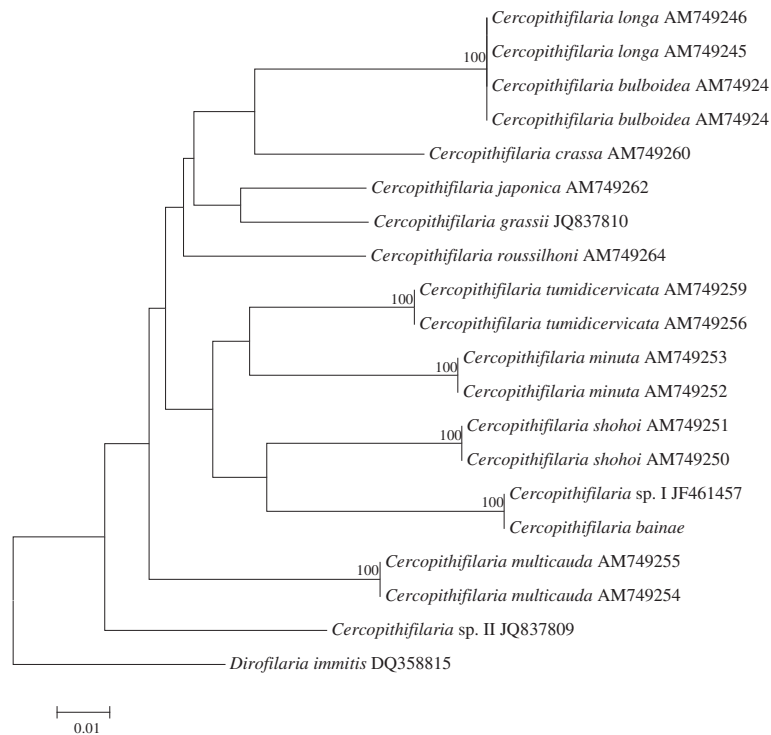 Cercopithifilaria longa AM749246
Cercopithifilaria longa AM749245
100
Cercopithifilaria bulboidea AM74924
Cercopithifilaria bulboidea AM74924
Cercopithifilaria crassa AM749260
Cercopithifilaria japonica AM749262
Cercopithifilaria grassii JQ837810
Cercopithifilaria roussilhoni AM749264
Cercopithifilaria tumidicervicata AM749259
100
Cercopithifilaria tumidicervicata AM749256
Cercopithifilaria minuta AM749253
100
Cercopithifilaria minuta AM749252
Cercopithifilaria shohoi AM749251
100
Cercopithifilaria shohoi AM749250
Cercopithifilaria sp. I JF461457
100
Cercopithifilaria bainae
Cercopithifilaria multicauda AM749255
100
Cercopithifilaria multicauda AM749254
Cercopithifilaria sp. II JQ837809
Dirofilaria immitis DQ358815
0.01